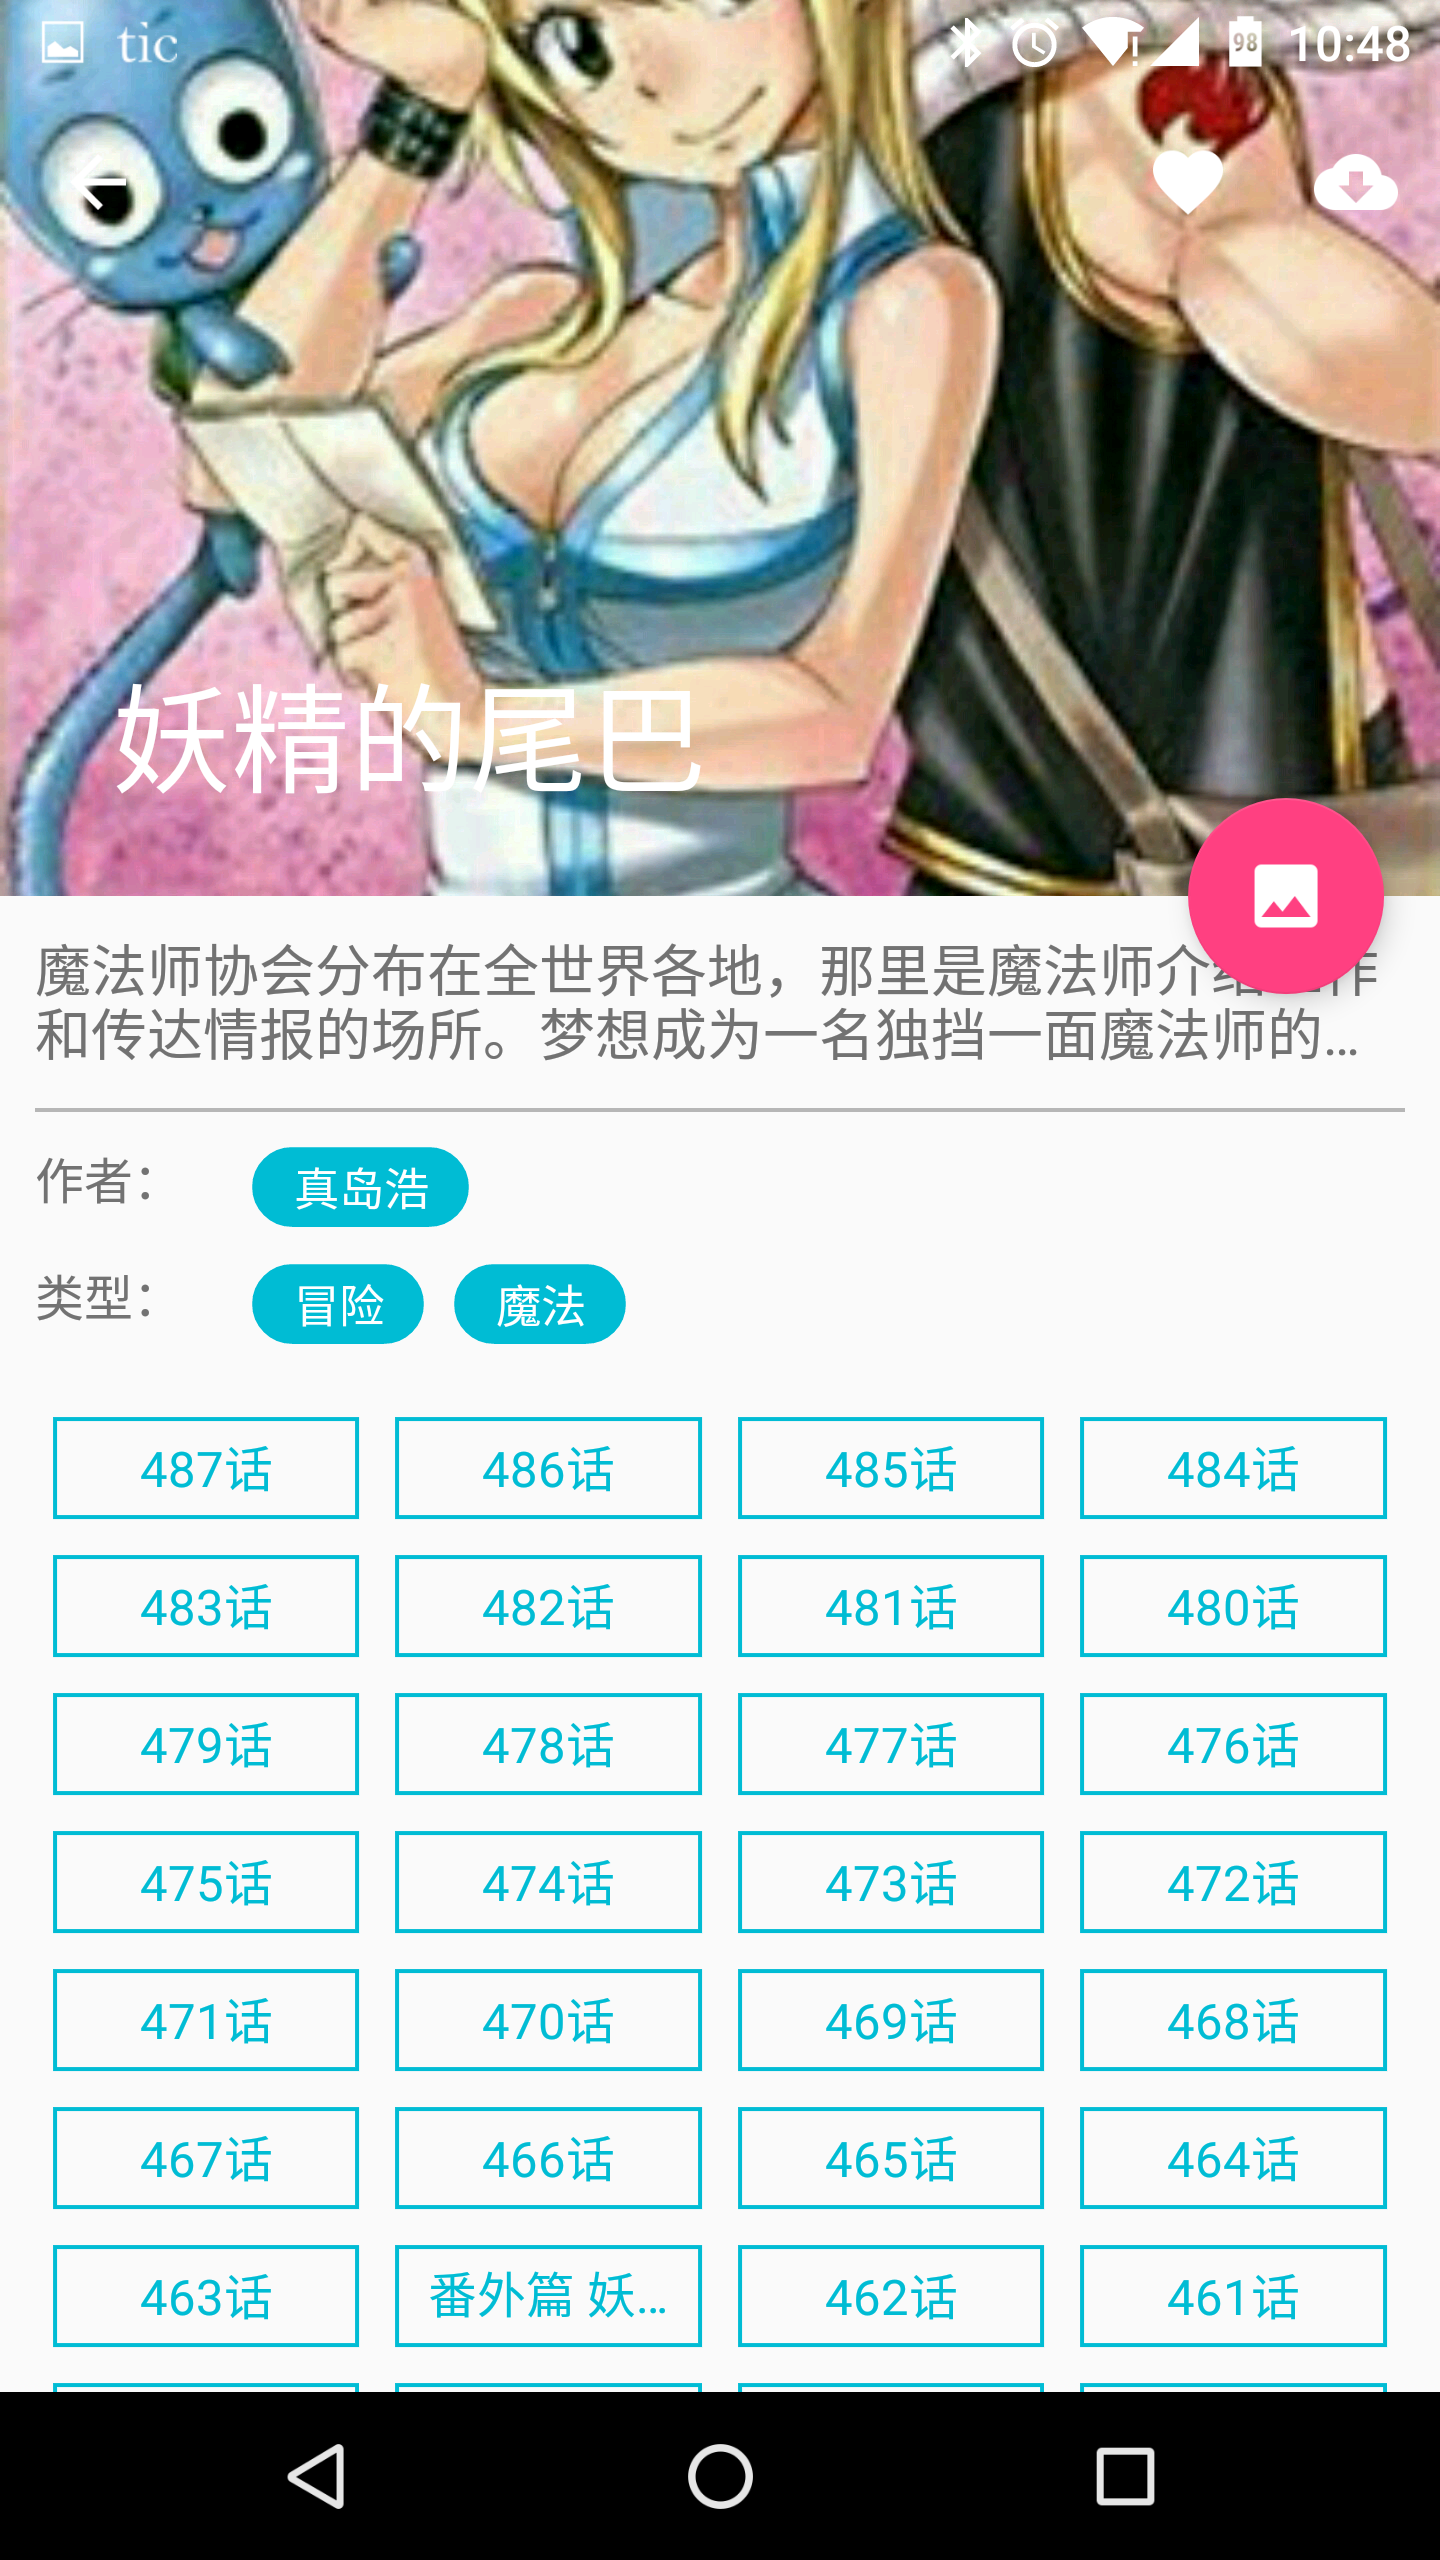 tic 98 10:48
妖精的尾巴
魔法师协会分布在全世界各地，那里是魔法师介作
和传达情报的场所。梦想成为一名独挡一面魔法师的...
作者： 真岛浩
类型： 冒险 魔法
487话 486话 485话 484话
483话 482话 481话 480话
479话 478话 477话 476话
475话 474话 473话 472话
471话 470话 469话 468话
467话 466话 465话 464话
463话 番外篇 妖... 462话 461话